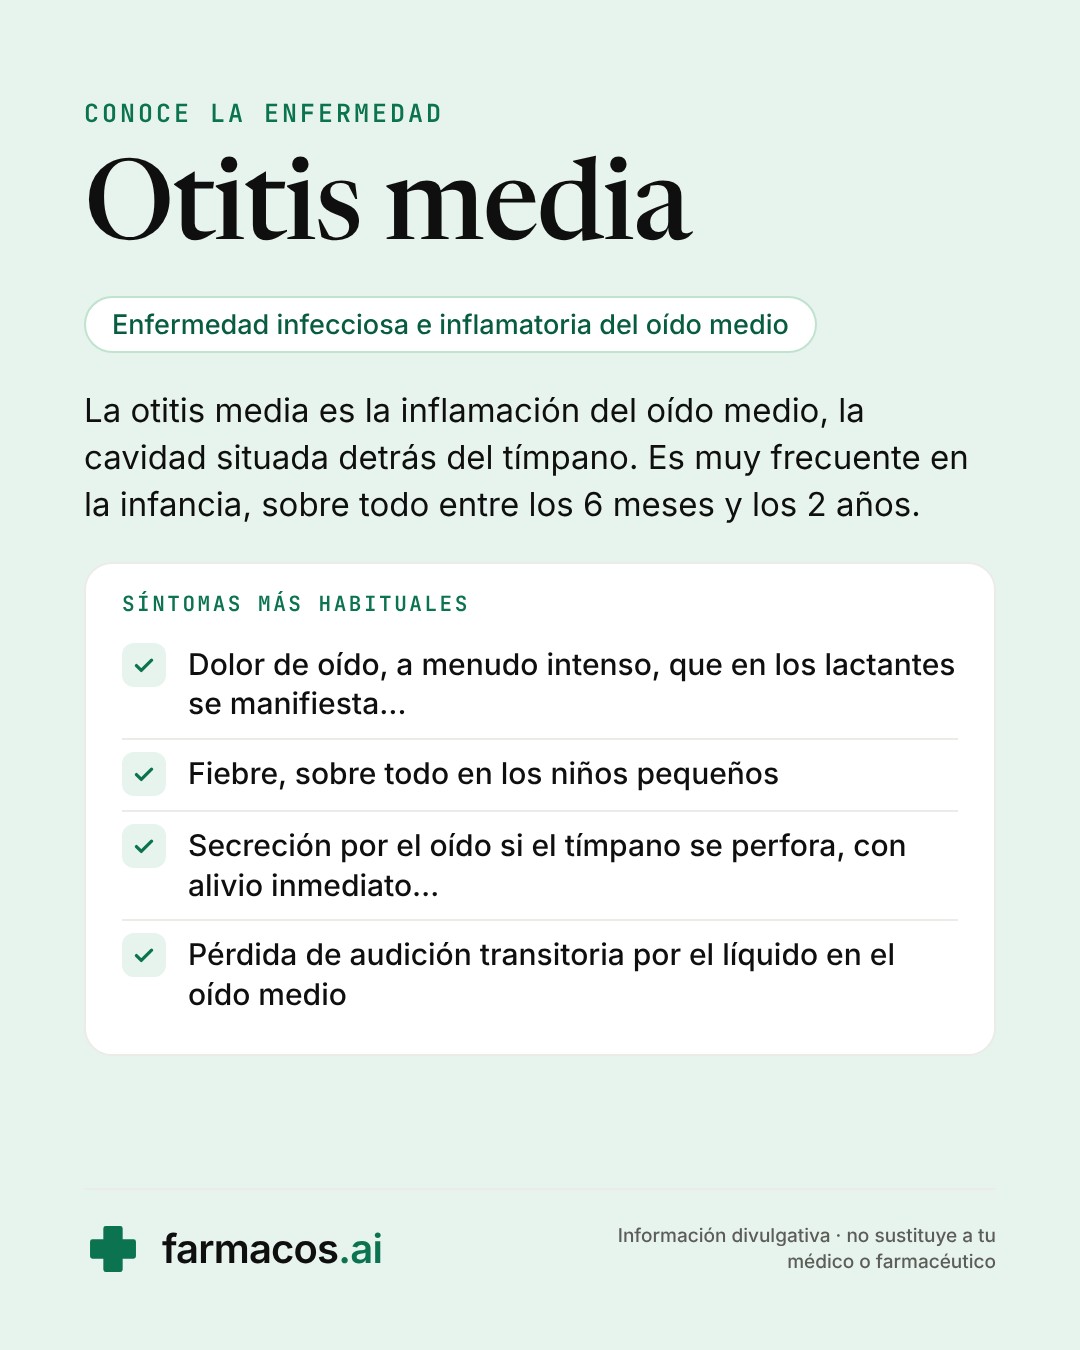 CONOCE LA ENFERMEDAD
Otitis media
Enfermedad infecciosa e inflamatoria del oído medio
La otitis media es la inflamación del oído medio, la
cavidad situada detrás del tímpano. Es muy frecuente en
la infancia, sobre todo entre los 6 meses y los 2 años.
SÍNTOMAS MÁS HABITUALES
Dolor de oído, a menudo intenso, que en los lactantes
se manifiesta...
Fiebre, sobre todo en los niños pequeños
Secreción por el oído si el tímpano se perfora, con
alivio inmediato...
Pérdida de audición transitoria por el líquido en el
oído medio
farmacos.ai
Información divulgativa · no sustituye a tu
médico o farmacéutico